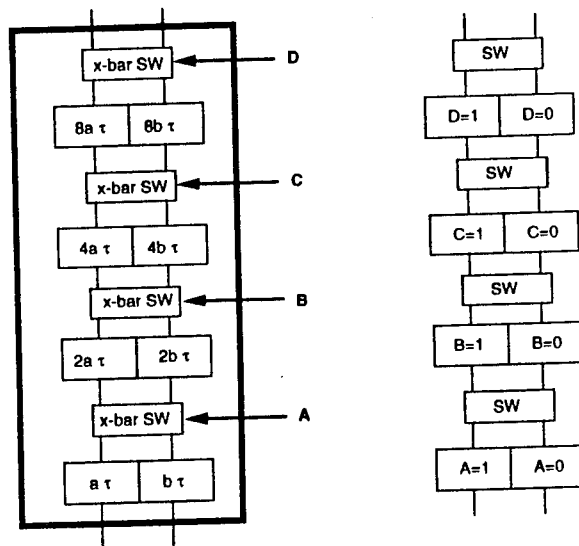 x-bar SW
D
8a τ
8b τ
x-bar SW
C
4a τ
4b τ
x-bar SW
B
2a τ
2b τ
x-bar SW
A
a τ
b τ
SW
D=1
D=0
SW
C=1
C=0
SW
B=1
B=0
SW
A=1
A=0